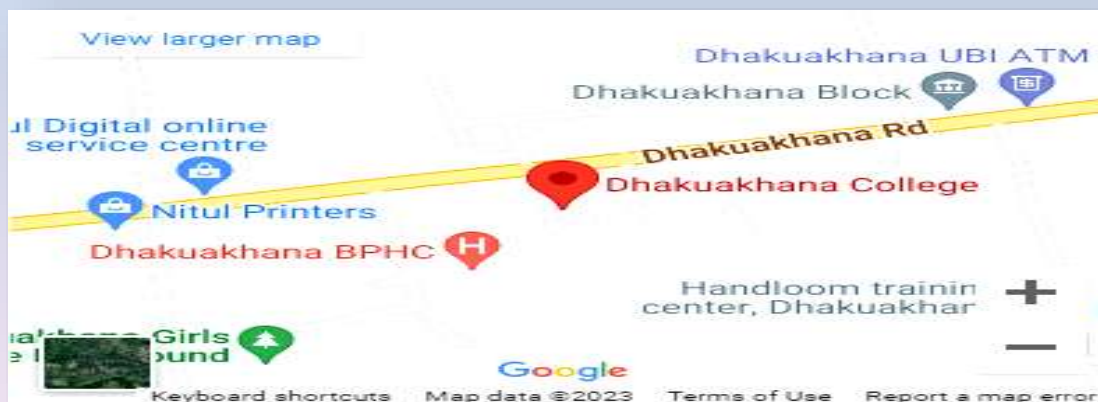 View larger map
Dhakuakhana UBI ATM
Dhakuakhana Block
ul Digital online
service centre
Dhakuakhana Rd
Dhakuakhana College
Nitul Printers
Dhakuakhana BPHC
Handloom trainin
center, Dhakuakhar
Girls
ound
Google
Keyboard shortcuts Map data ©2023 Terms of Use Report a map error